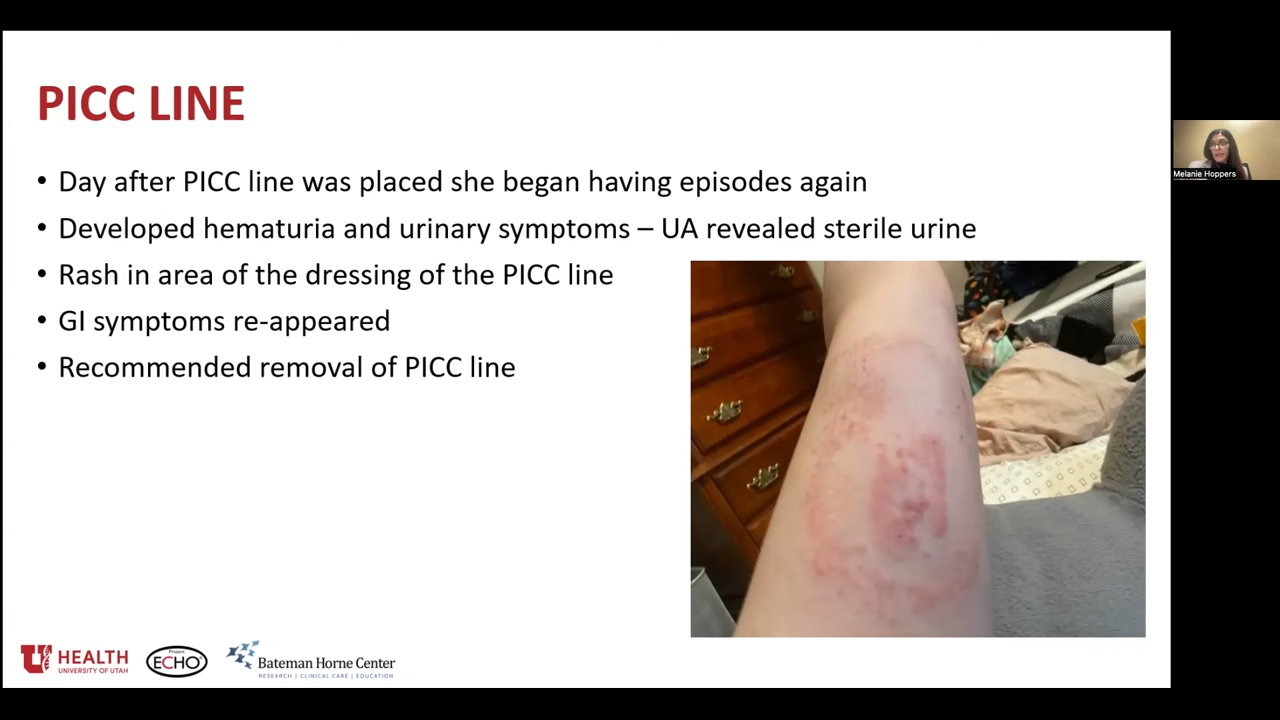 PICC LINE
• Day after PICC line was placed she began having episodes again
• Developed hematuria and urinary symptoms – UA revealed sterile urine
• Rash in area of the dressing of the PICC line
• GI symptoms re-appeared
• Recommended removal of PICC line
Melanie Hoppers
U HEALTH
UNIVERSITY OF UTAH
Project
ECHO
Bateman Horne Center
RESEARCH | CLINICAL CARE | EDUCATION